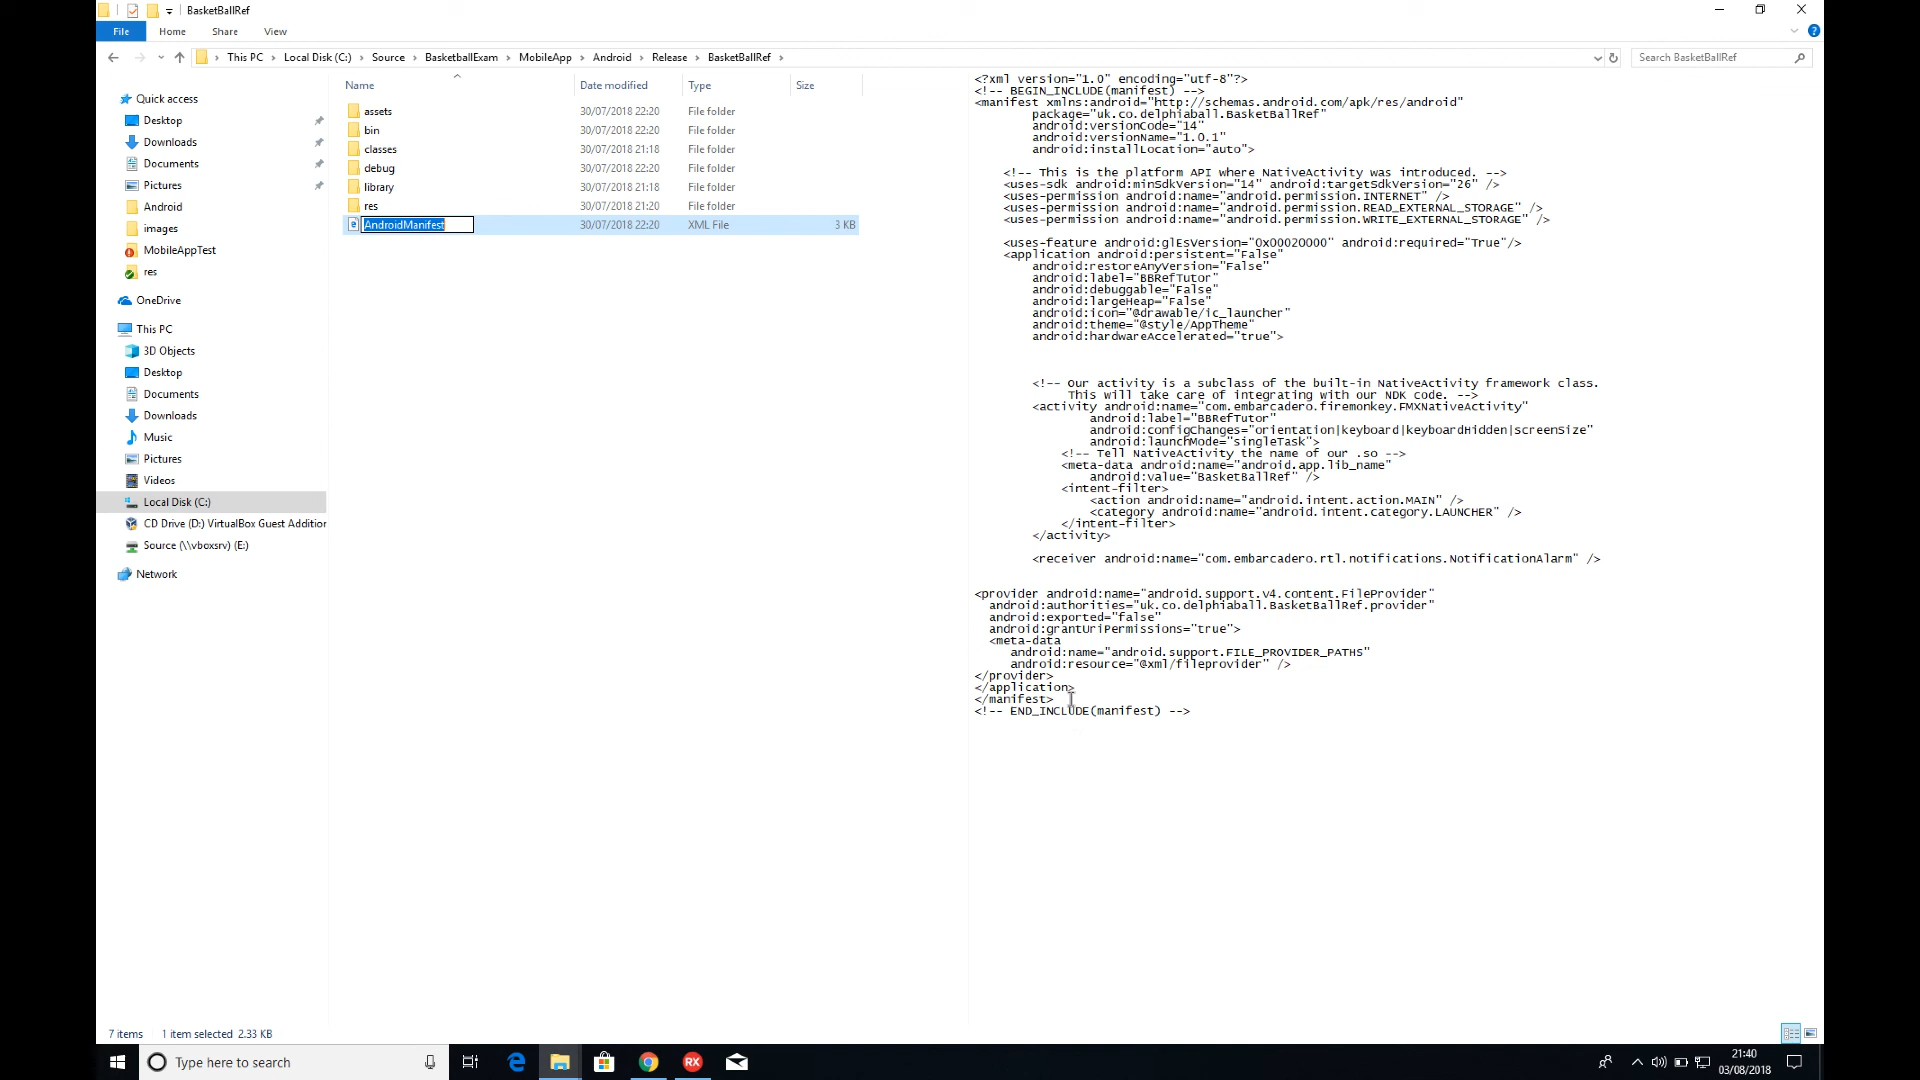 BasketBallRef
File
Home
Share
View
This PC
Local Disk (C:)
Source
BasketballExam
MobileApp
Android
Release
BasketBallRef
Search BasketBallRef
Quick access
Desktop
Downloads
Documents
Pictures
Android
images
MobileAppTest
res
OneDrive
This PC
3D Objects
Desktop
Documents
Downloads
Music
Pictures
Videos
Local Disk (C:)
CD Drive (D:) VirtualBox Guest Addition
Source (\\vboxsrv) (E:)
Network
Name Date modified Type Size
assets 30/07/2018 22:20 File folder
bin 30/07/2018 22:20 File folder
classes 30/07/2018 21:18 File folder
debug 30/07/2018 22:20 File folder
library 30/07/2018 21:18 File folder
res 30/07/2018 21:20 File folder
AndroidManifest 30/07/2018 22:20 XML File 3 KB
<?xml version="1.0" encoding="utf-8"?>
<!-- BEGIN_INCLUDE(manifest) -->
<manifest xmlns:android="http://schemas.android.com/apk/res/android"
package="uk.co.delphiaball.BasketBallRef"
android:versionCode="14"
android:versionName="1.0.1"
android:installLocation="auto">
<!-- This is the platform API where NativeActivity was introduced. -->
<uses-sdk android:minSdkVersion="14" android:targetSdkVersion="26" />
<uses-permission android:name="android.permission.INTERNET" />
<uses-permission android:name="android.permission.READ_EXTERNAL_STORAGE" />
<uses-permission android:name="android.permission.WRITE_EXTERNAL_STORAGE" />
<uses-feature android:glEsVersion="0x00020000" android:required="True"/>
<application android:persistent="False"
android:restoreAnyVersion="False"
android:label="BBRefTutor"
android:debuggable="False"
android:largeHeap="False"
android:icon="@drawable/ic_launcher"
android:theme="@style/AppTheme"
android:hardwareAccelerated="true">
<!-- Our activity is a subclass of the built-in NativeActivity framework class.
This will take care of integrating with our NDK code. -->
<activity android:name="com.embarcadero.firemonkey.FMXNativeActivity"
android:label="BBRefTutor"
android:configChanges="orientation|keyboard|keyboardHidden|screenSize"
android:launchMode="singleTask">
<!-- Tell NativeActivity the name of our .so -->
<meta-data android:name="android.app.lib_name"
android:value="BasketBallRef" />
<intent-filter>
<action android:name="android.intent.action.MAIN" />
<category android:name="android.intent.category.LAUNCHER" />
</intent-filter>
</activity>
<receiver android:name="com.embarcadero.rtl.notifications.NotificationAlarm" />
<provider android:name="android.support.v4.content.FileProvider"
android:authorities="uk.co.delphiaball.BasketBallRef.provider"
android:exported="false"
android:grantUriPermissions="true">
<meta-data
android:name="android.support.FILE_PROVIDER_PATHS"
android:resource="@xml/fileprovider" />
</provider>
</application>
</manifest>
<!-- END_INCLUDE(manifest) -->
7 items 1 item selected 2.33 KB
Type here to search
RX
21:40
03/08/2018